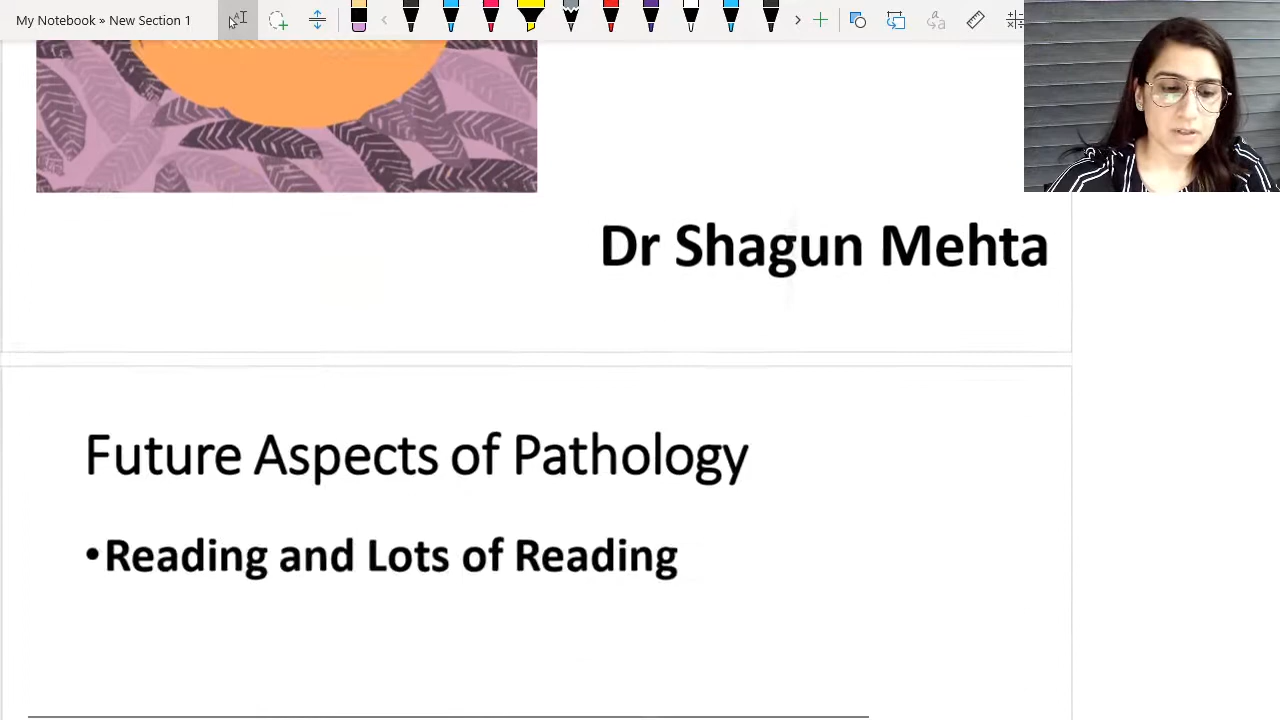 My Notebook » New Section 1
Dr Shagun Mehta
Future Aspects of Pathology
•Reading and Lots of Reading